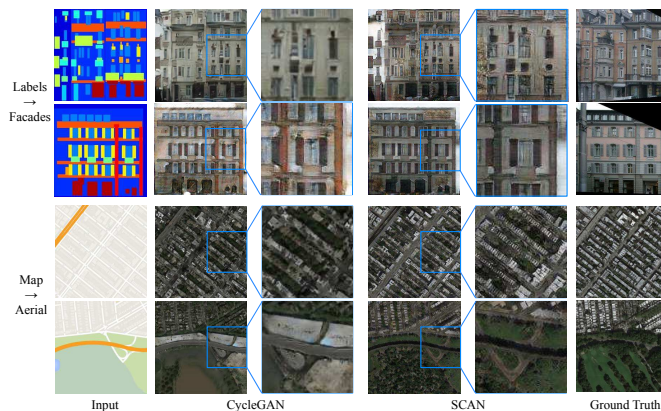 Labels
→
Facades
Map
→
Aerial
Input CycleGAN SCAN Ground Truth